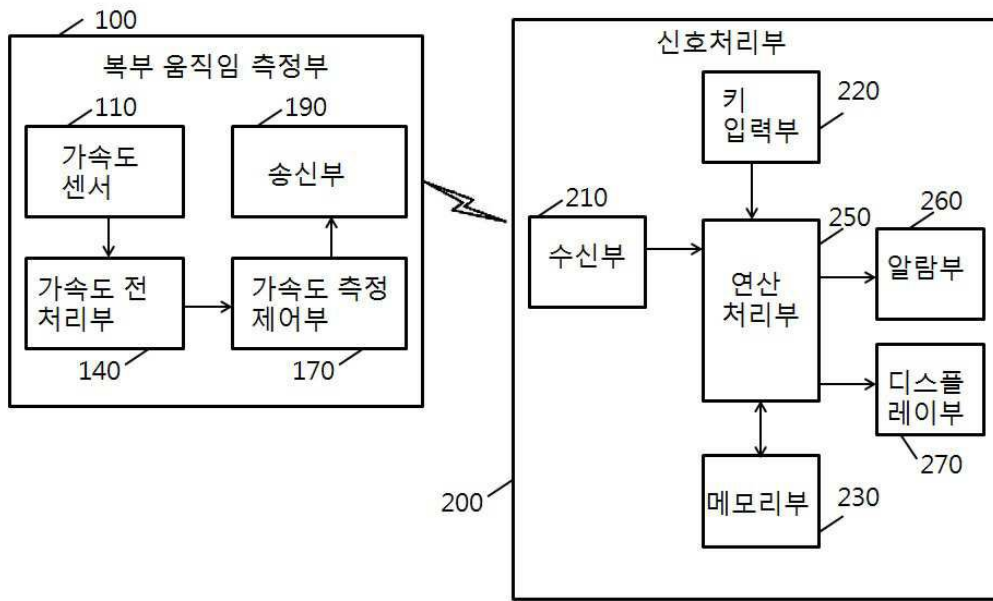 100
복부 움직임 측정부
110
가속도
센서
190
송신부
가속도 전
처리부
140
가속도 측정
제어부
170
신호처리부
키
입력부
220
210
수신부
250
연산
처리부
260
알람부
디스플
레이부
270
메모리부
230
200